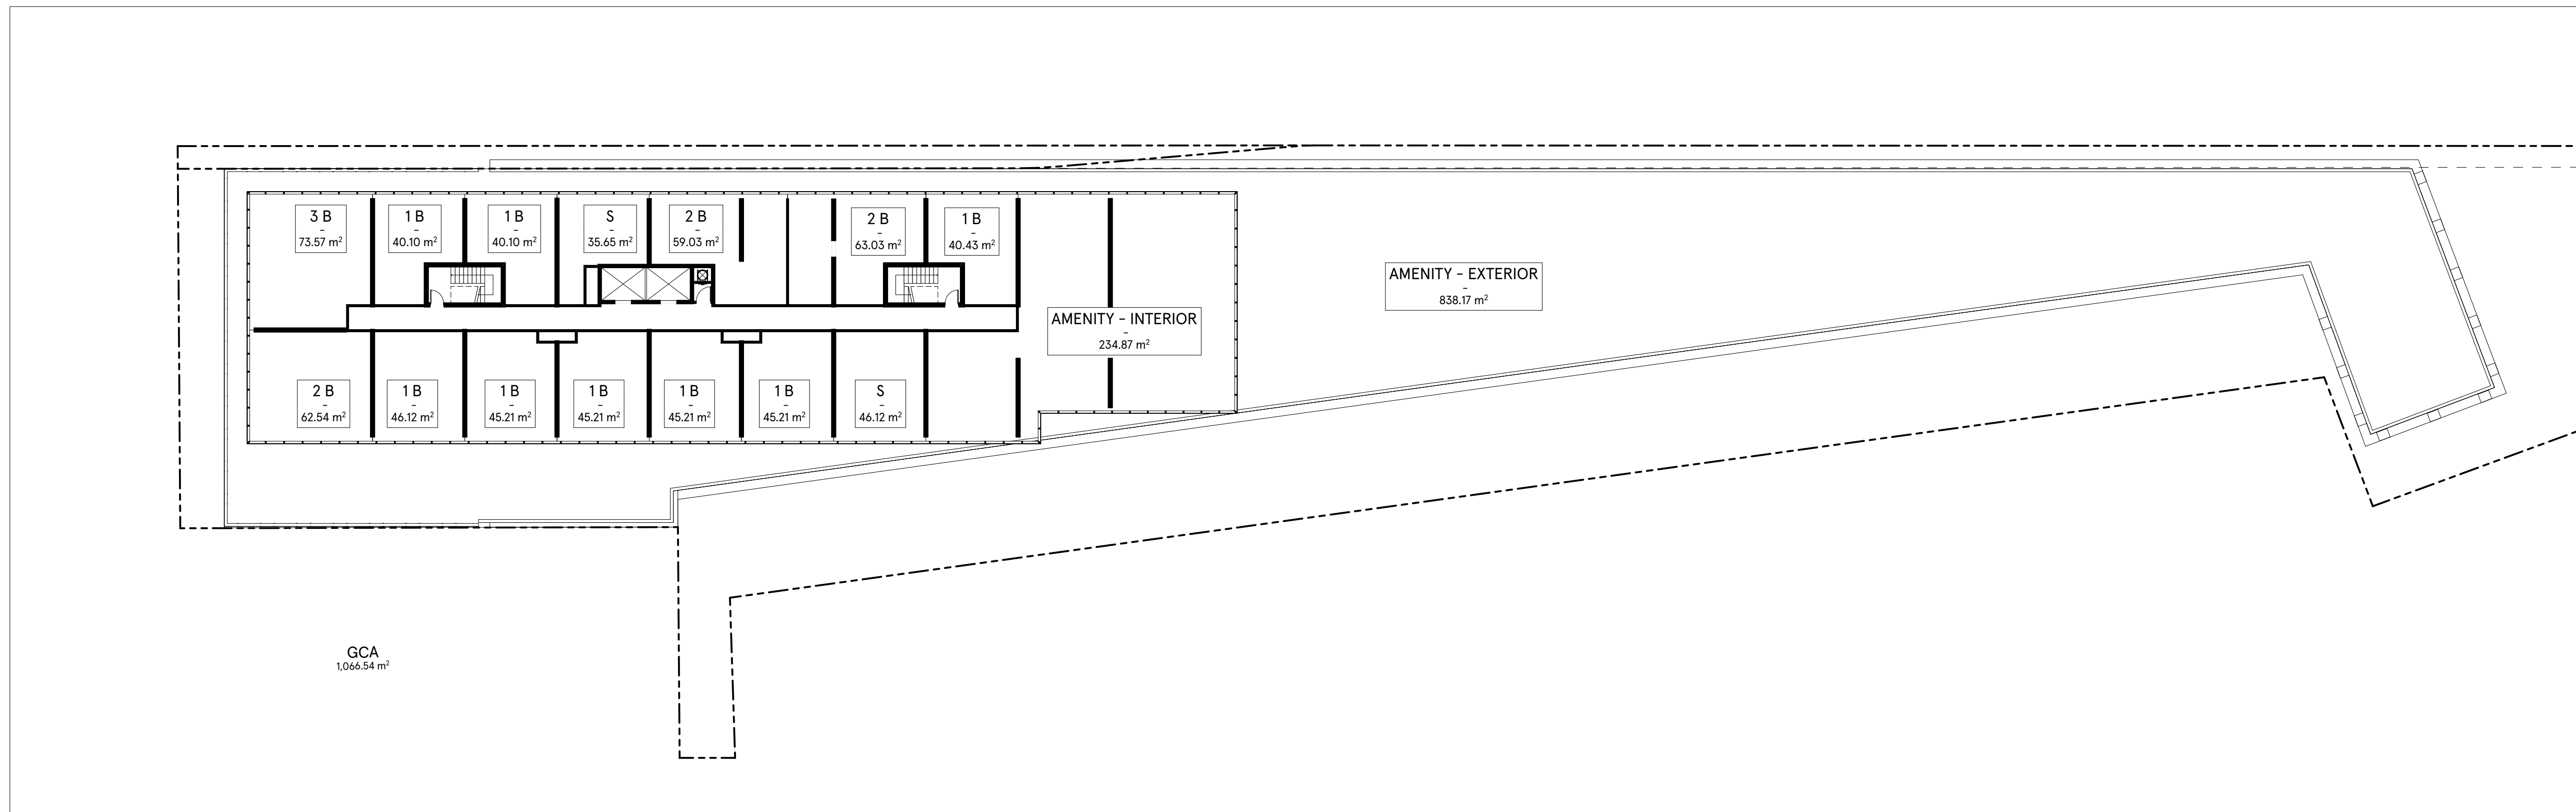 3 B
-
73.57 m²
1 B
-
40.10 m²
1 B
-
40.10 m²
S
-
35.65 m²
2 B
-
59.03 m²
2 B
-
63.03 m²
1 B
-
40.43 m²
AMENITY - EXTERIOR
-
838.17 m²
AMENITY - INTERIOR
-
234.87 m²
2 B
-
62.54 m²
1 B
-
46.12 m²
1 B
-
45.21 m²
1 B
-
45.21 m²
1 B
-
45.21 m²
1 B
-
45.21 m²
S
-
46.12 m²
GCA
1,066.54 m²